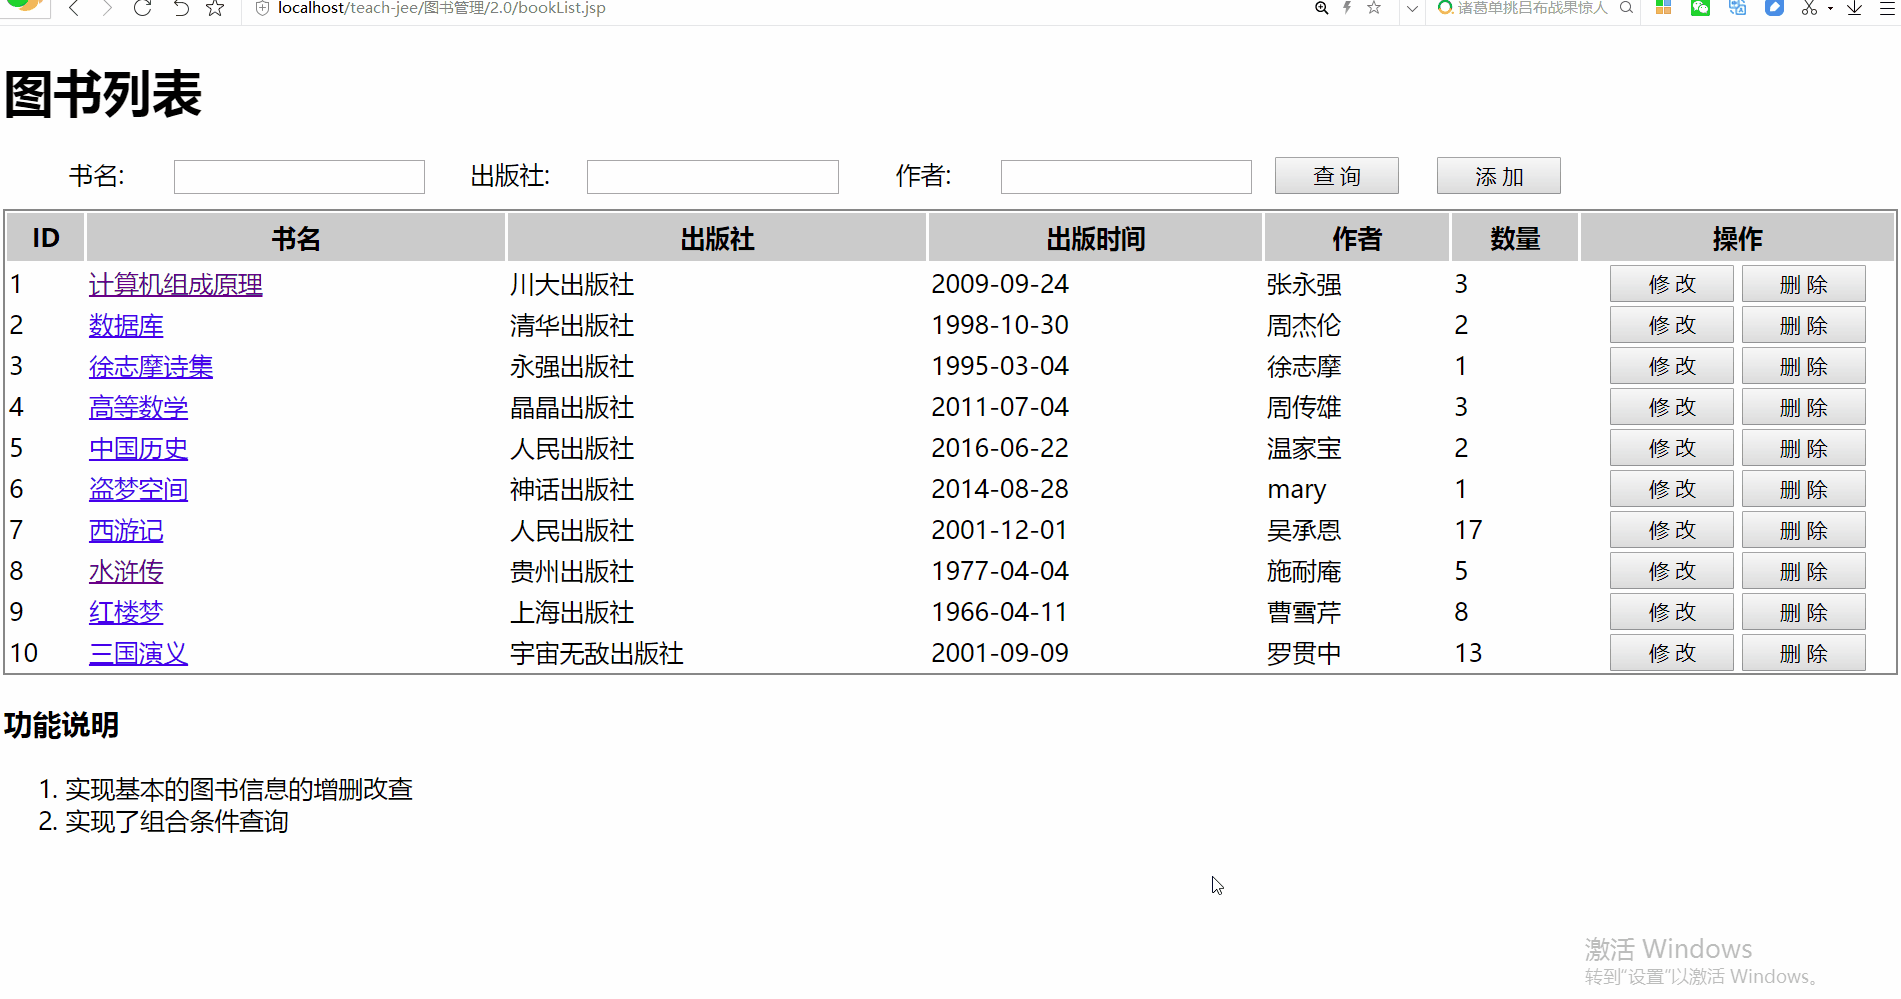 localhost/teach-jee/图书管理/2.0/bookList.jsp 诸葛单挑吕布战果惊人
图书列表
书名: 出版社: 作者: 查 询 添 加
ID 书名 出版社 出版时间 作者 数量 操作
1 计算机组成原理 川大出版社 2009-09-24 张永强 3 修 改 删 除
2 数据库 清华出版社 1998-10-30 周杰伦 2 修 改 删 除
3 徐志摩诗集 永强出版社 1995-03-04 徐志摩 1 修 改 删 除
4 高等数学 晶晶出版社 2011-07-04 周传雄 3 修 改 删 除
5 中国历史 人民出版社 2016-06-22 温家宝 2 修 改 删 除
6 盗梦空间 神话出版社 2014-08-28 mary 1 修 改 删 除
7 西游记 人民出版社 2001-12-01 吴承恩 17 修 改 删 除
8 水浒传 贵州出版社 1977-04-04 施耐庵 5 修 改 删 除
9 红楼梦 上海出版社 1966-04-11 曹雪芹 8 修 改 删 除
10 三国演义 宇宙无敌出版社 2001-09-09 罗贯中 13 修 改 删 除
功能说明
1. 实现基本的图书信息的增删改查
2. 实现了组合条件查询
激活 Windows
转到"设置"以激活 Windows。